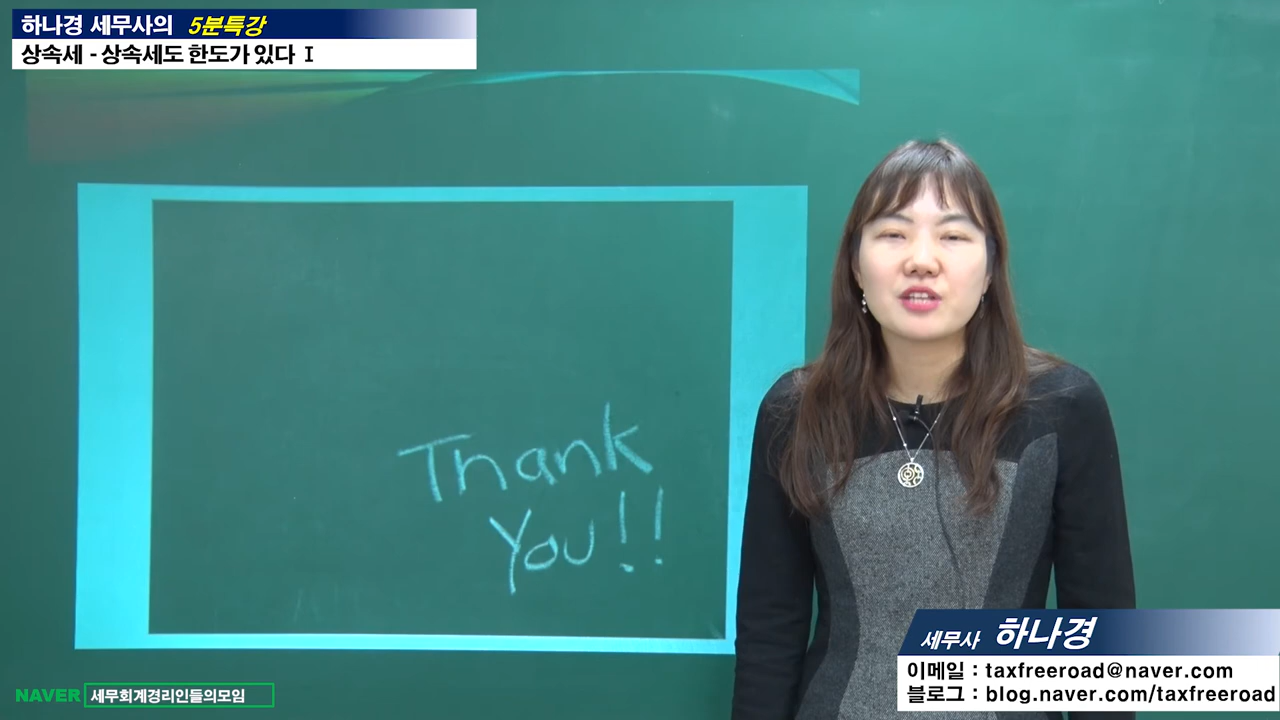 하나경 세무사의 5분특강
상속세 - 상속세도 한도가 있다 I
Thank
You!!
세무사 하나경
이메일 : taxfreeroad@naver.com
블로그 : blog.naver.com/taxfreeroad
NAVER 세무회계경리인들의모임